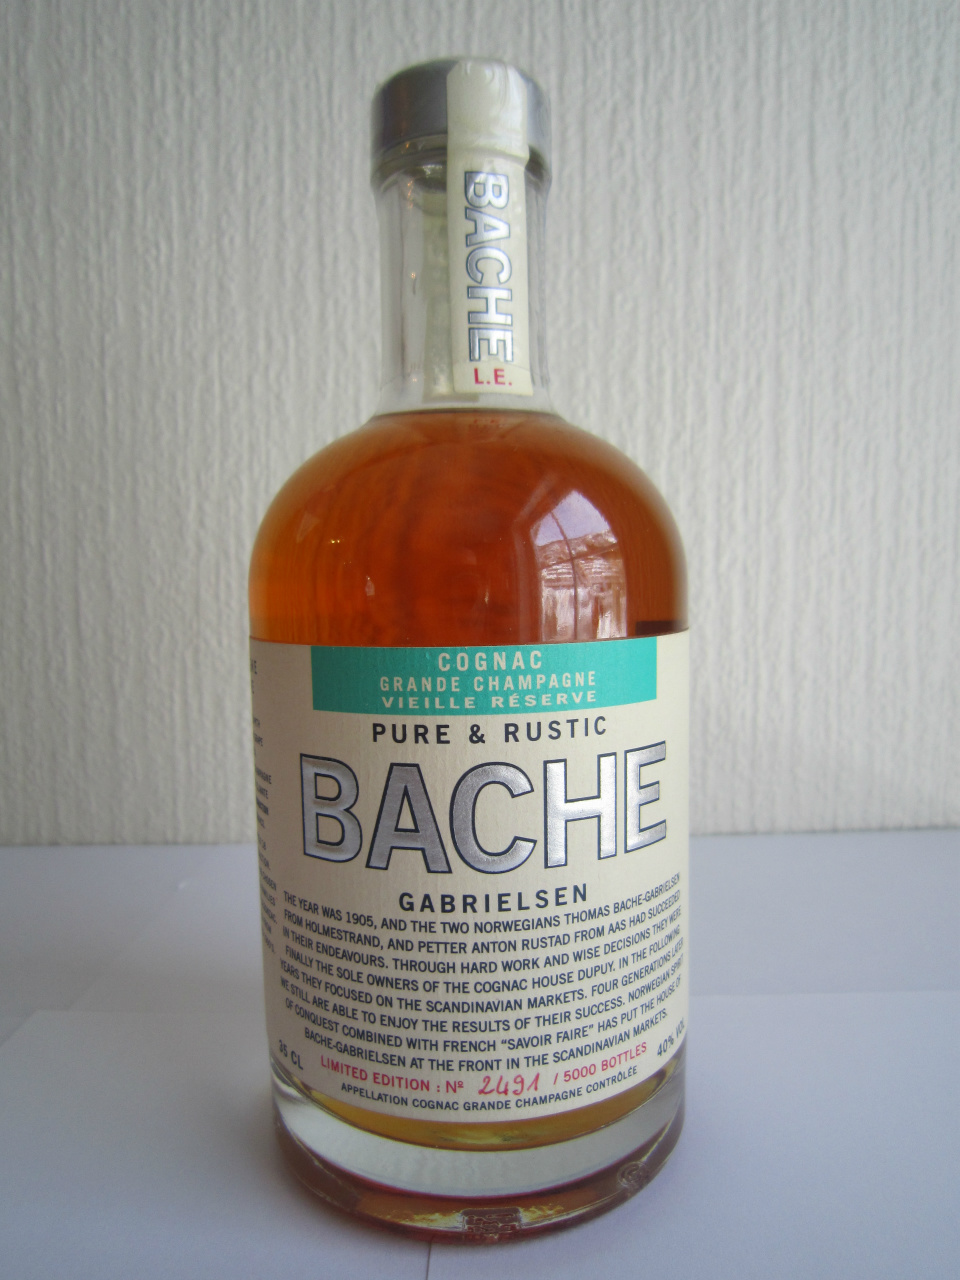 BACHE
L.E.
COGNAC
GRANDE CHAMPAGNE
VIEILLE RÉSERVE
PURE & RUSTIC
BACHE
GABRIELSEN
THE YEAR WAS 1905, AND THE TWO NORWEGIANS THOMAS BACHE-GABRIELSEN
FROM HOLMESTRAND, AND PETTER ANTON RUSTAD FROM AAS HAD SUCCEEDED
IN THEIR ENDEAVOURS. THROUGH HARD WORK AND WISE DECISIONS THEY WERE
FINALLY THE SOLE OWNERS OF THE COGNAC HOUSE DUPUY. IN THE FOLLOWING
YEARS THEY FOCUSED ON THE SCANDINAVIAN MARKETS. FOUR GENERATIONS LATER
WE STILL ARE ABLE TO ENJOY THE RESULTS OF THEIR SUCCESS. NORWEGIAN SPIRIT
OF CONQUEST COMBINED WITH FRENCH "SAVOIR FAIRE" HAS PUT THE HOUSE OF
BACHE-GABRIELSEN AT THE FRONT IN THE SCANDINAVIAN MARKETS.
35 CL
40% VOL
LIMITED EDITION : Nº 2491 / 5000 BOTTLES
APPELLATION COGNAC GRANDE CHAMPAGNE CONTRÔLÉE